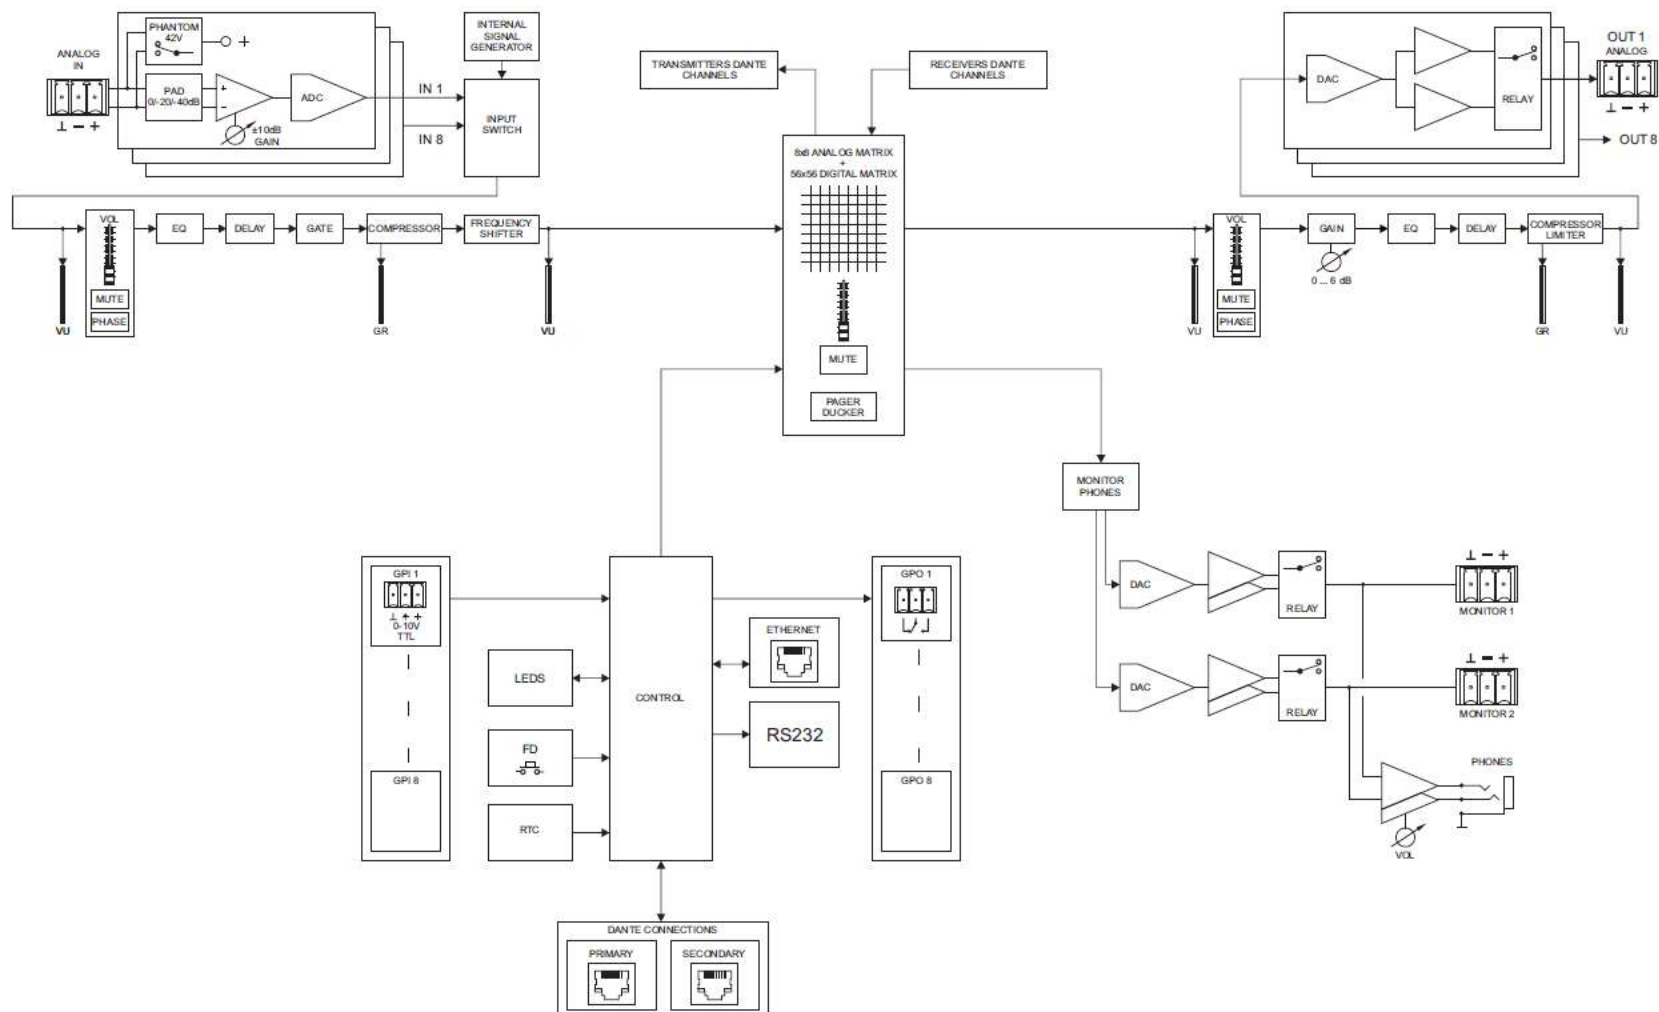 ANALOG
IN
⊥ − +
PHANTOM
42V
+
PAD
0/-20/-40dB
+
−
±10dB
GAIN
ADC
IN 1
IN 8
INTERNAL
SIGNAL
GENERATOR
INPUT
SWITCH
TRANSMITTERS DANTE
CHANNELS
RECEIVERS DANTE
CHANNELS
DAC
RELAY
OUT 1
ANALOG
⊥ − +
OUT 8
VU
VOL
MUTE
PHASE
EQ
DELAY
GATE
COMPRESSOR
GR
FREQUENCY
SHIFTER
VU
8x8 ANALOG MATRIX
+
56x56 DIGITAL MATRIX
MUTE
PAGER
DUCKER
VU
VOL
MUTE
PHASE
GAIN
0 ... 6 dB
EQ
DELAY
COMPRESSOR
LIMITER
GR
VU
MONITOR
PHONES
DAC
RELAY
⊥ − +
MONITOR 1
DAC
RELAY
⊥ − +
MONITOR 2
PHONES
VOL
GPI 1
⊥ + +
0-10V
TTL
GPI 8
LEDS
FD
RTC
CONTROL
ETHERNET
RS232
GPO 1
GPO 8
DANTE CONNECTIONS
PRIMARY
SECONDARY